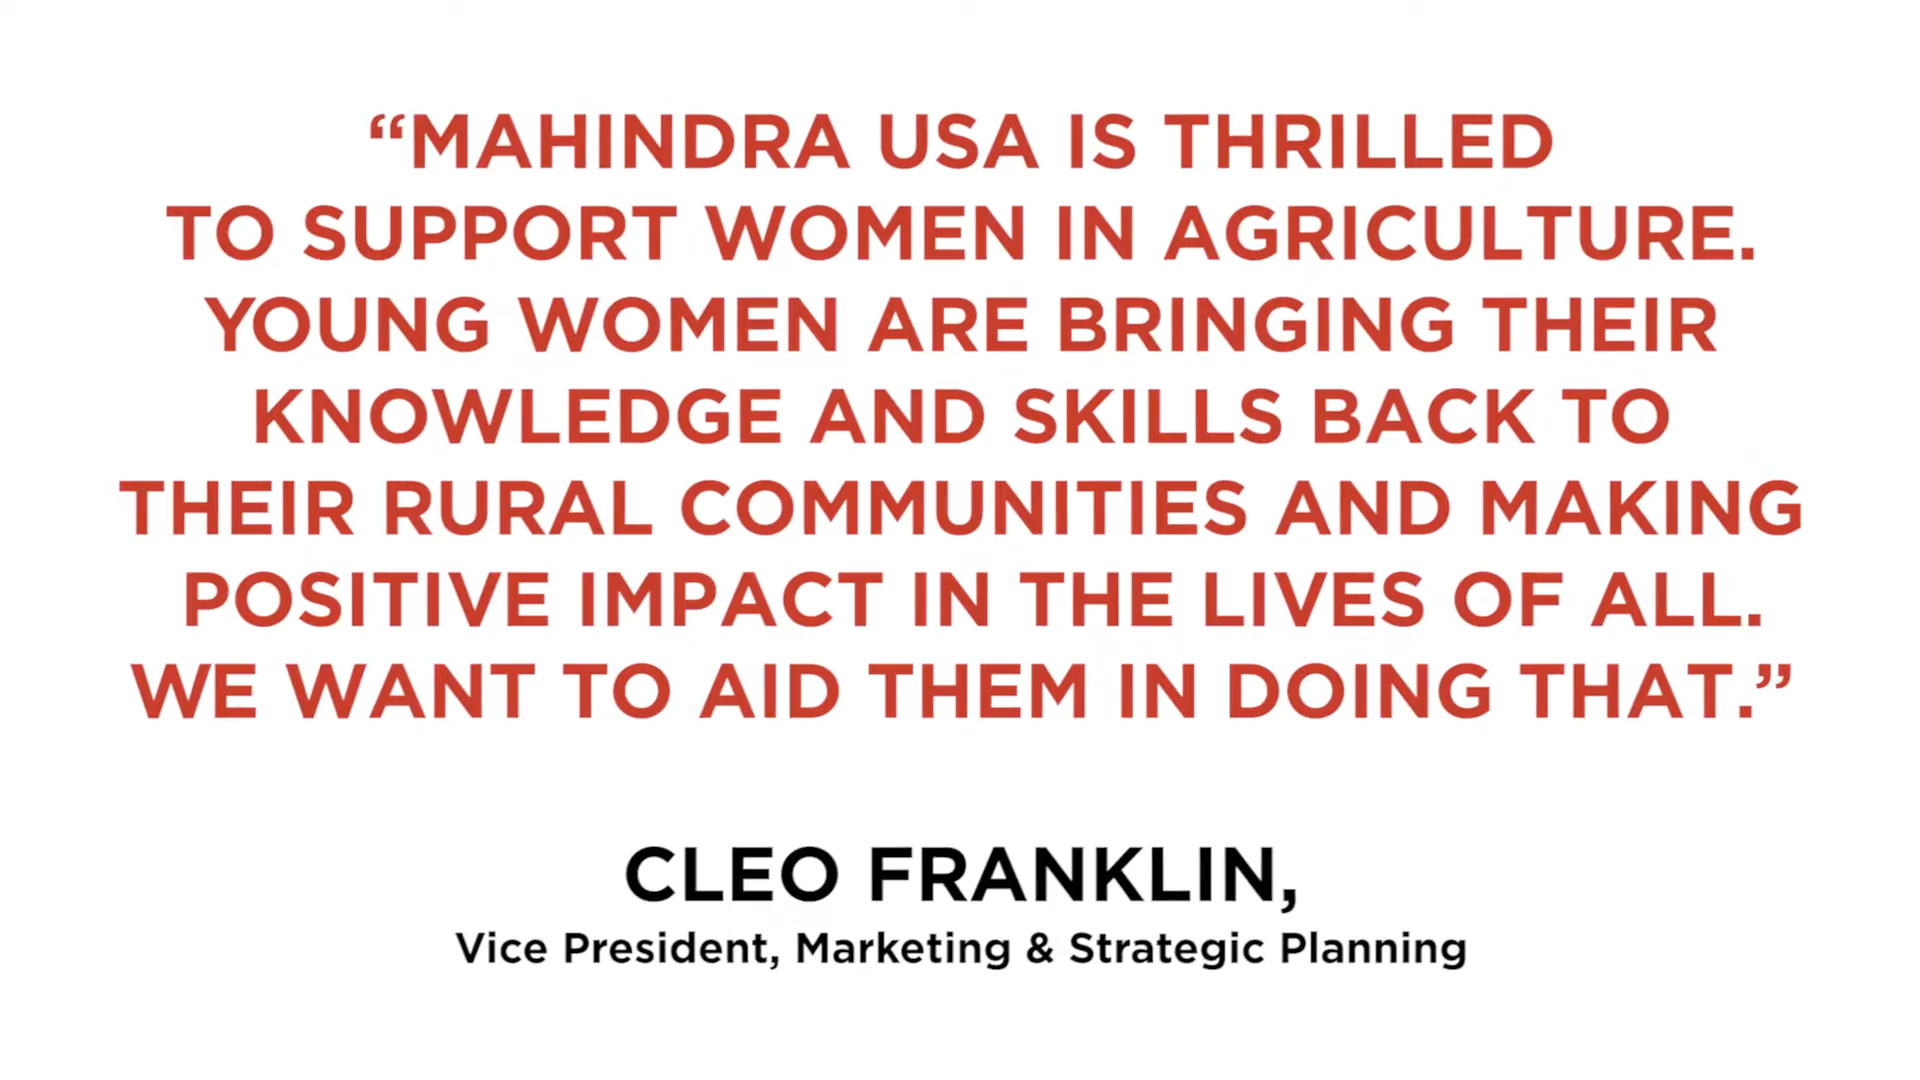 “MAHINDRA USA IS THRILLED
TO SUPPORT WOMEN IN AGRICULTURE.
YOUNG WOMEN ARE BRINGING THEIR
KNOWLEDGE AND SKILLS BACK TO
THEIR RURAL COMMUNITIES AND MAKING
POSITIVE IMPACT IN THE LIVES OF ALL.
WE WANT TO AID THEM IN DOING THAT.”
CLEO FRANKLIN,
Vice President, Marketing & Strategic Planning